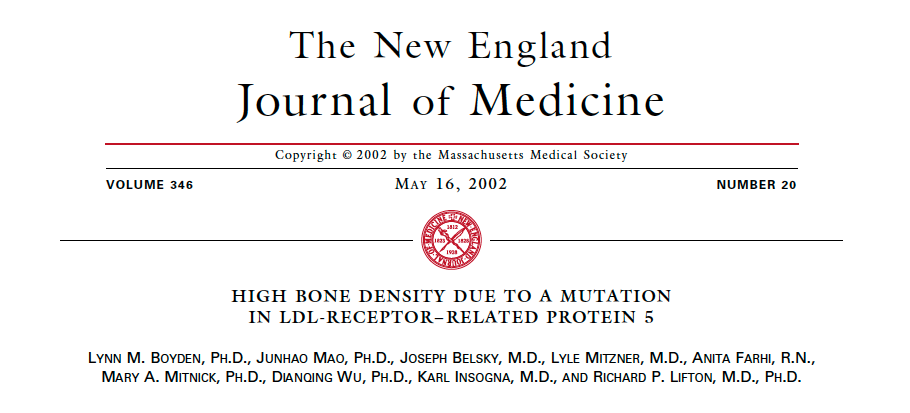 The New England
Journal of Medicine
Copyright © 2002 by the Massachusetts Medical Society
VOLUME 346 MAY 16, 2002 NUMBER 20
HIGH BONE DENSITY DUE TO A MUTATION
IN LDL-RECEPTOR–RELATED PROTEIN 5
LYNN M. BOYDEN, PH.D., JUNHAO MAO, PH.D., JOSEPH BELSKY, M.D., LYLE MITZNER, M.D., ANITA FARHI, R.N.,
MARY A. MITNICK, PH.D., DIANQING WU, PH.D., KARL INSOGNA, M.D., AND RICHARD P. LIFTON, M.D., PH.D.